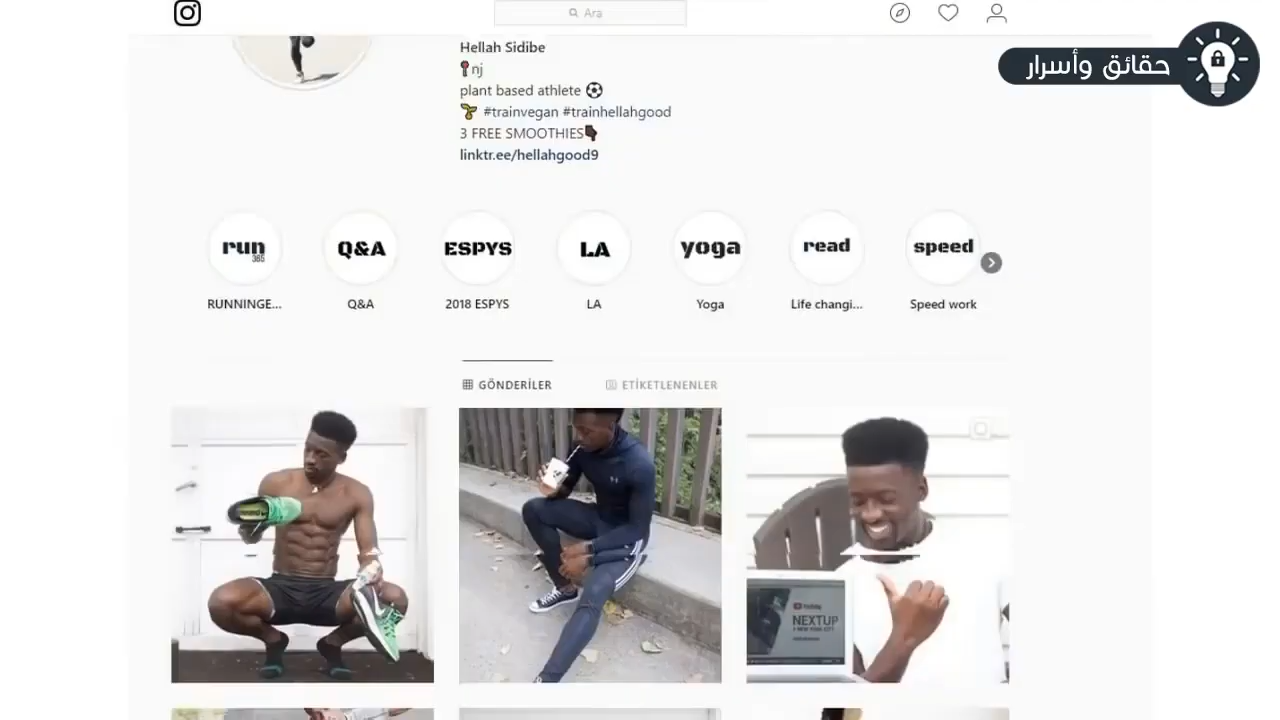 Ara
حقائق وأسرار
Hellah Sidibe
nj
plant based athlete
#trainvegan #trainhellahgood
3 FREE SMOOTHIES
linktr.ee/hellahgood9
run
365
Q&A
ESPYS
LA
yoga
read
speed
RUNNINGE...
Q&A
2018 ESPYS
LA
Yoga
Life changi...
Speed work
GÖNDERİLER
ETİKETLENENLER
NEXTUP